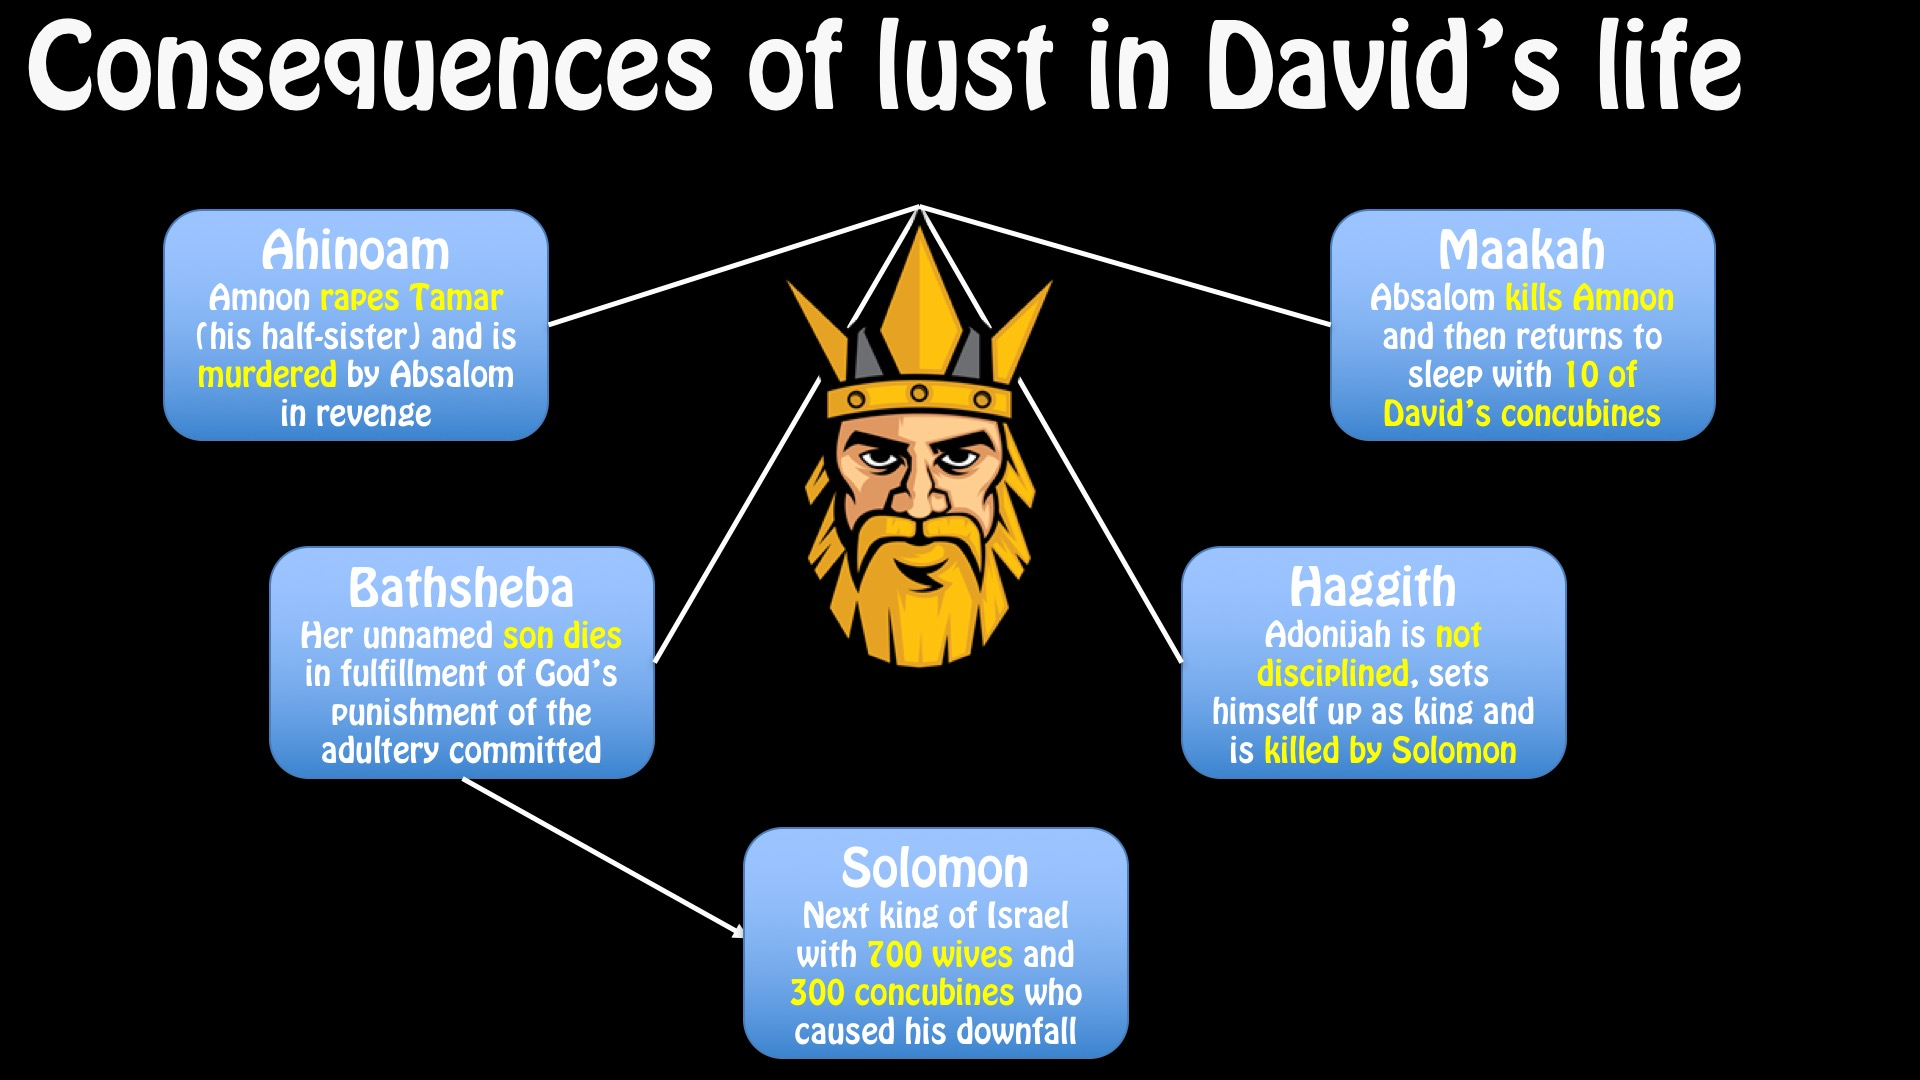 Consequences of lust in David’s life
Ahinoam
Amnon rapes Tamar
(his half-sister) and is
murdered by Absalom
in revenge
Maakah
Absalom kills Amnon
and then returns to
sleep with 10 of
David’s concubines
Bathsheba
Her unnamed son dies
in fulfillment of God’s
punishment of the
adultery committed
Haggith
Adonijah is not
disciplined, sets
himself up as king and
is killed by Solomon
Solomon
Next king of Israel
with 700 wives and
300 concubines who
caused his downfall